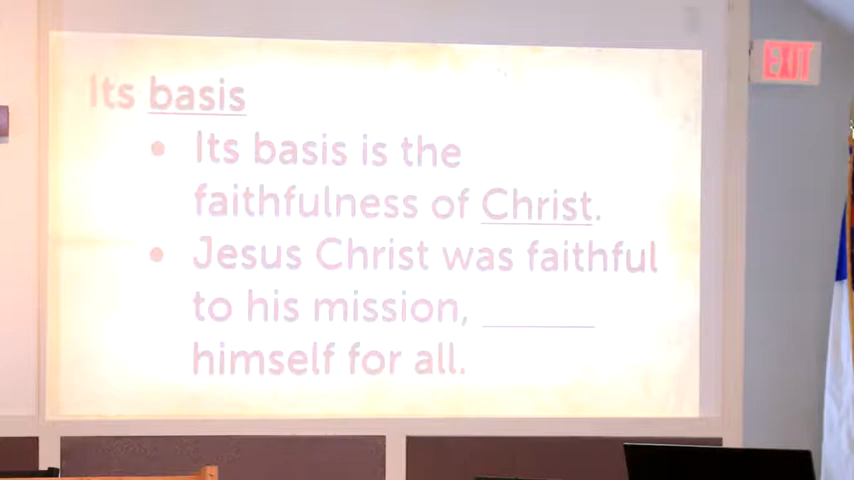 Its basis
• Its basis is the
faithfulness of Christ.
• Jesus Christ was faithful
to his mission, ______
himself for all.
EXIT